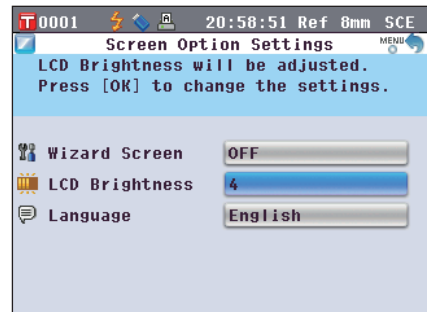 T0001 20:58:51 Ref 8mm SCE
Screen Option Settings MENU
LCD Brightness will be adjusted.
Press [OK] to change the settings.
Wizard Screen OFF
LCD Brightness 4
Language English